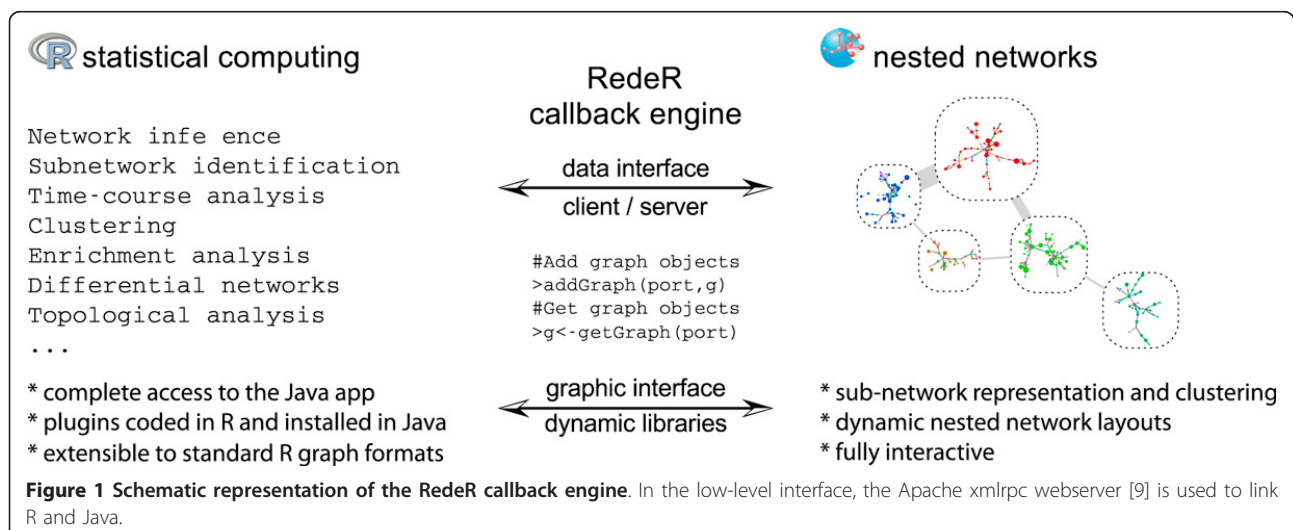 R statistical computing
Network infe ence
Subnetwork identification
Time-course analysis
Clustering
Enrichment analysis
Differential networks
Topological analysis
...
* complete access to the Java app
* plugins coded in R and installed in Java
* extensible to standard R graph formats
RedeR
callback engine
data interface
client / server
#Add graph objects
>addGraph(port,g)
#Get graph objects
>g<-getGraph(port)
graphic interface
dynamic libraries
nested networks
* sub-network representation and clustering
* dynamic nested network layouts
* fully interactive
Figure 1 Schematic representation of the RedeR callback engine. In the low-level interface, the Apache xmlrpc webserver [9] is used to link
R and Java.